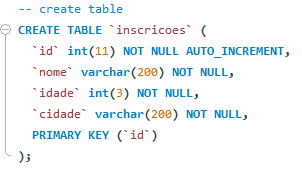 -- create table
CREATE TABLE `inscricoes` (
`id` int(11) NOT NULL AUTO_INCREMENT,
`nome` varchar(200) NOT NULL,
`idade` int(3) NOT NULL,
`cidade` varchar(200) NOT NULL,
PRIMARY KEY (`id`)
);